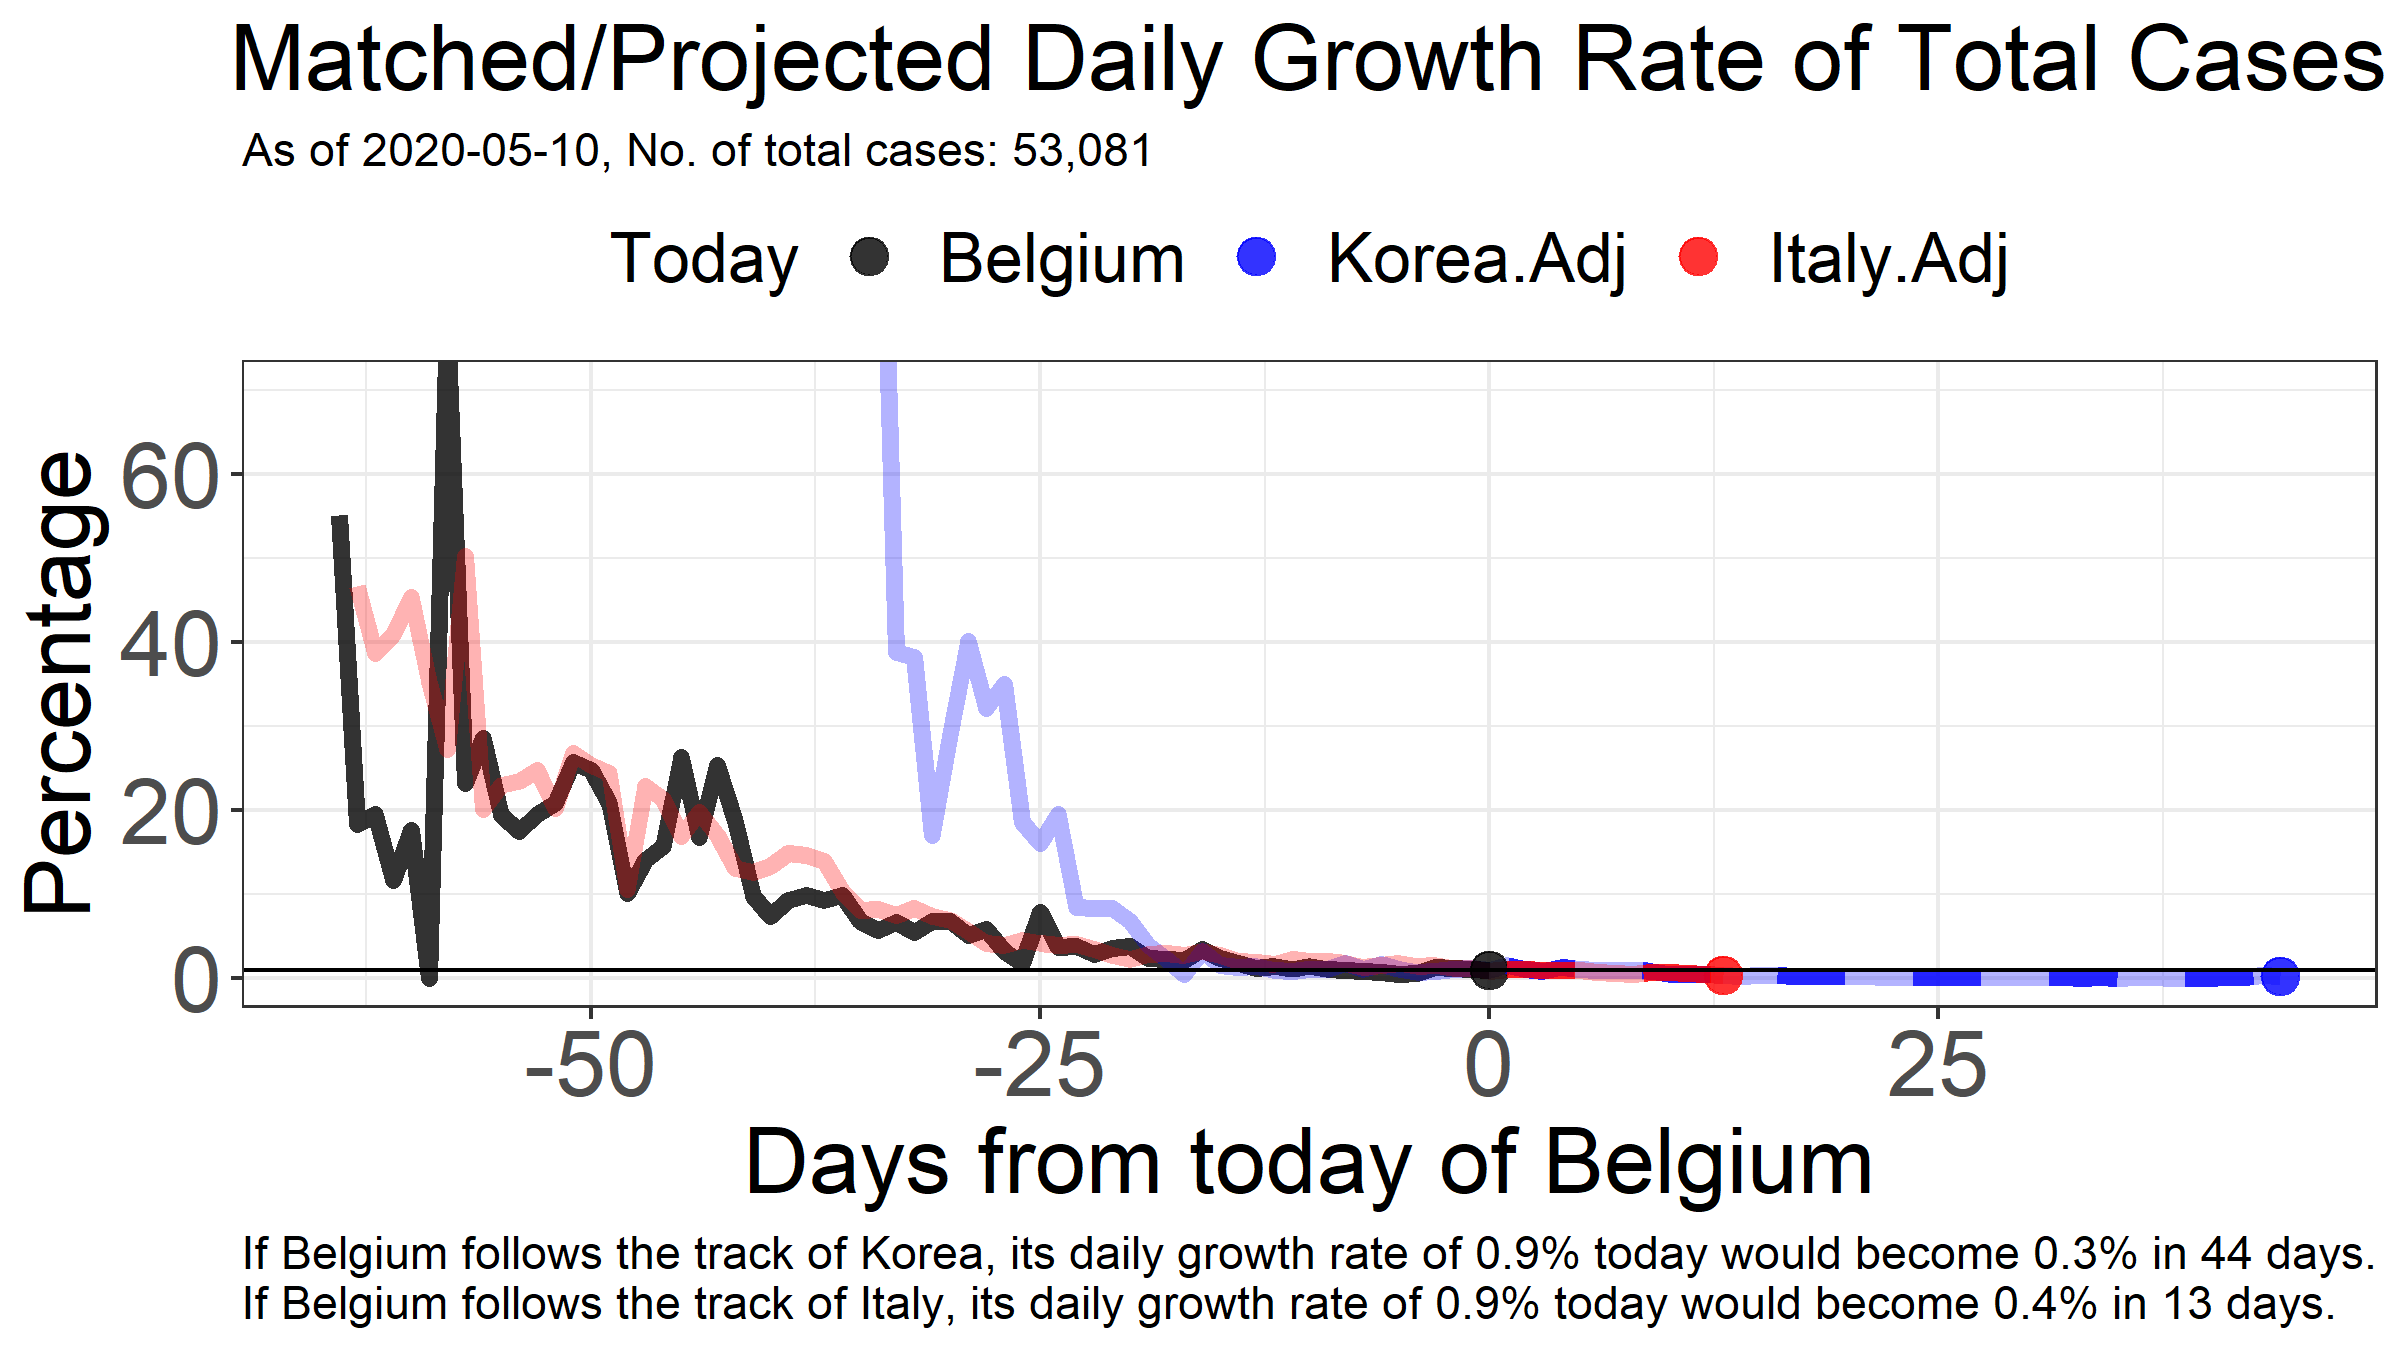 Matched/Projected Daily Growth Rate of Total Cases
As of 2020-05-10, No. of total cases: 53,081
Today Belgium Korea.Adj Italy.Adj
Percentage
60
40
20
0
-50 -25 0 25
Days from today of Belgium
If Belgium follows the track of Korea, its daily growth rate of 0.9% today would become 0.3% in 44 days.
If Belgium follows the track of Italy, its daily growth rate of 0.9% today would become 0.4% in 13 days.